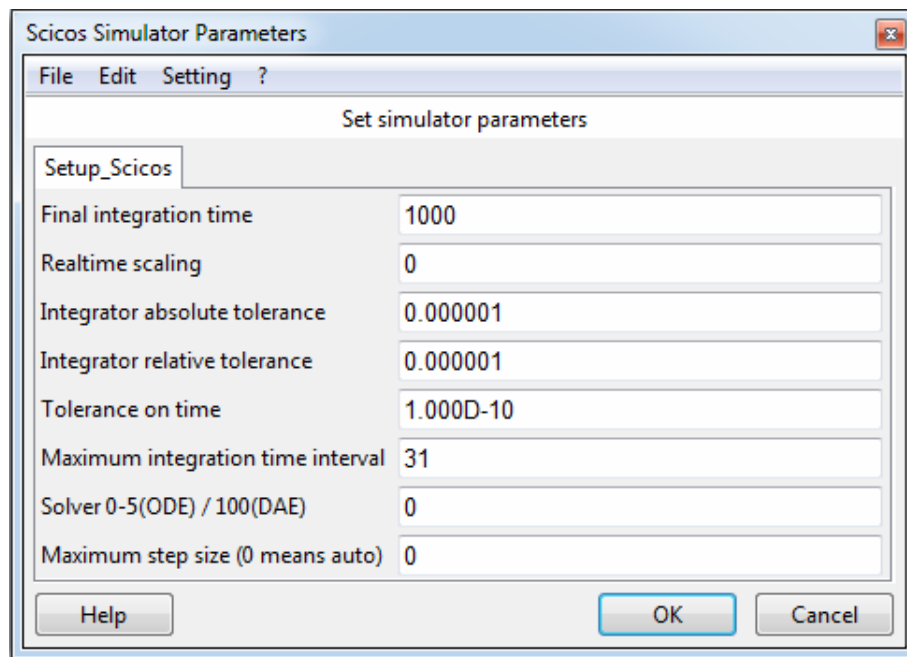 Scicos Simulator Parameters
File Edit Setting ?
Set simulator parameters
Setup_Scicos
Final integration time 1000
Realtime scaling 0
Integrator absolute tolerance 0.000001
Integrator relative tolerance 0.000001
Tolerance on time 1.000D-10
Maximum integration time interval 31
Solver 0-5(ODE) / 100(DAE) 0
Maximum step size (0 means auto) 0
Help OK Cancel